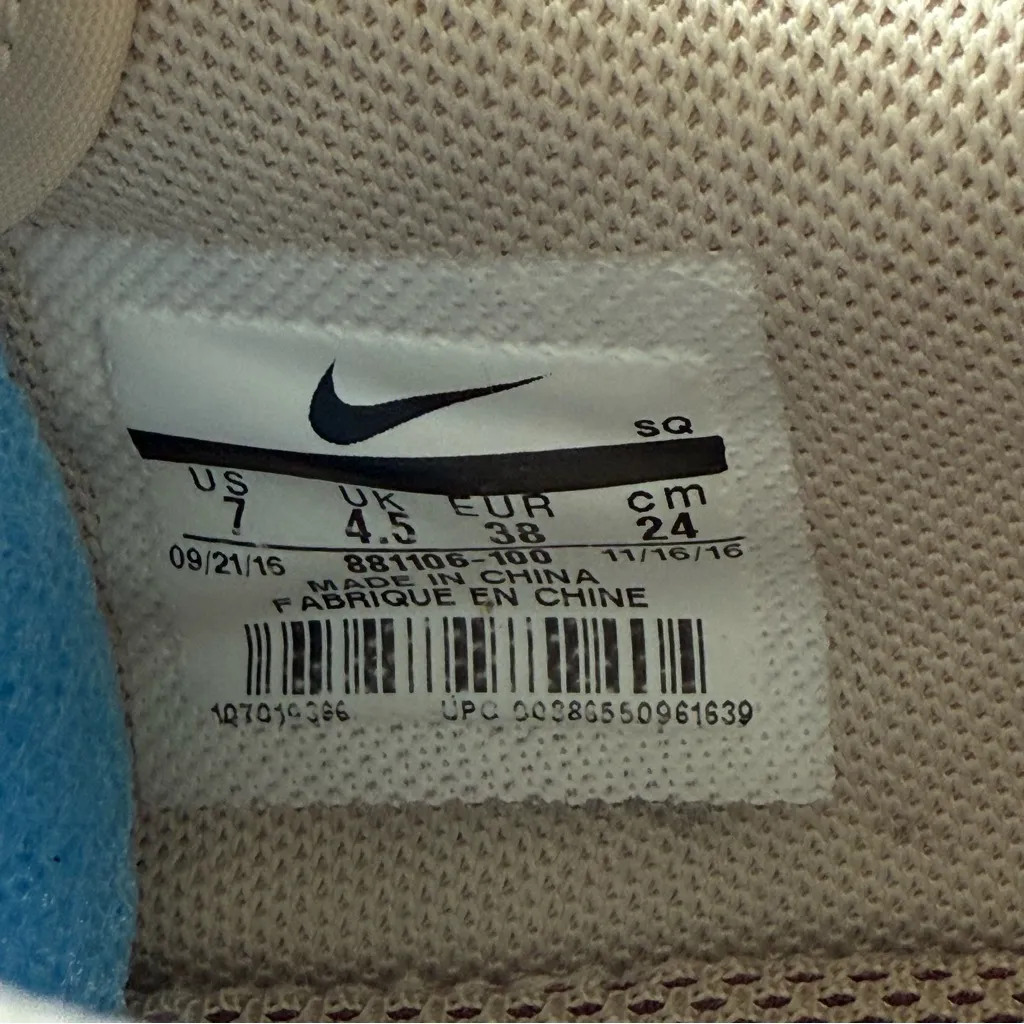 SQ
US UK EUR cm
7 4.5 38 24
09/21/16 881106-100 11/16/16
MADE IN CHINA
FABRIQUE EN CHINE
UPC 00386550961639